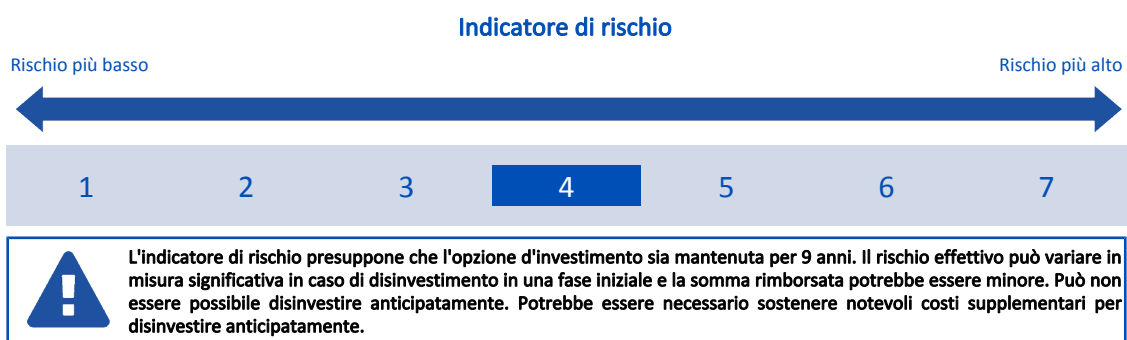 Indicatore di rischio
Rischio più basso
Rischio più alto
1 2 3 4 5 6 7
L'indicatore di rischio presuppone che l'opzione d'investimento sia mantenuta per 9 anni. Il rischio effettivo può variare in
misura significativa in caso di disinvestimento in una fase iniziale e la somma rimborsata potrebbe essere minore. Può non
essere possibile disinvestire anticipatamente. Potrebbe essere necessario sostenere notevoli costi supplementari per
disinvestire anticipatamente.